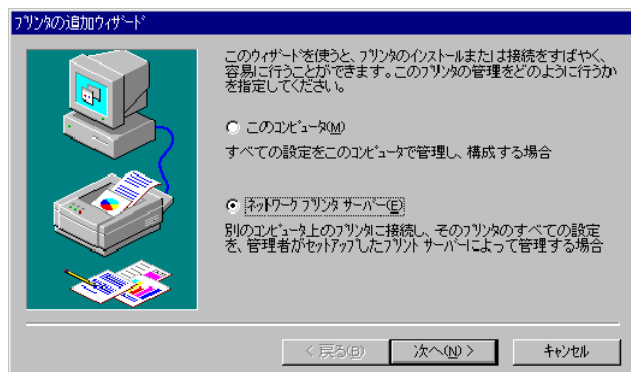 ﾌﾟﾘﾝﾀの追加ｳｨｻﾞｰﾄﾞ
このｳｨｻﾞｰﾄﾞを使うと、ﾌﾟﾘﾝﾀのｲﾝｽﾄｰﾙまたは接続をすばやく、
容易に行うことができます。このﾌﾟﾘﾝﾀの管理をどのように行うか
を指定してください。
このｺﾝﾋﾟｭｰﾀ(M)
すべての設定をこのｺﾝﾋﾟｭｰﾀで管理し、構成する場合
ﾈｯﾄﾜｰｸ ﾌﾟﾘﾝﾀ ｻｰﾊﾞｰ(E)
別のｺﾝﾋﾟｭｰﾀ上のﾌﾟﾘﾝﾀに接続し、そのﾌﾟﾘﾝﾀのすべての設定
を、管理者がｾｯﾄｱｯﾌﾟしたﾌﾟﾘﾝﾄ ｻｰﾊﾞｰによって管理する場合
< 戻る(B)
次へ(N) >
ｷｬﾝｾﾙ